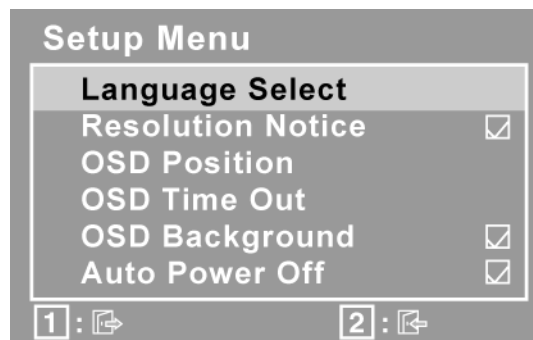 Setup Menu
Language Select
Resolution Notice
OSD Position
OSD Time Out
OSD Background
Auto Power Off
1 : 2 :